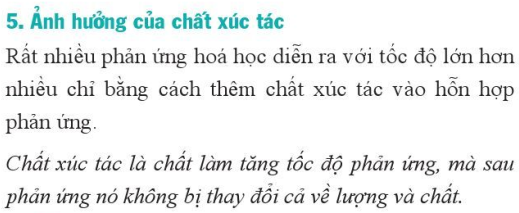 5. Ảnh hưởng của chất xúc tác
Rất nhiều phản ứng hoá học diễn ra với tốc độ lớn hơn
nhiều chỉ bằng cách thêm chất xúc tác vào hỗn hợp
phản ứng.
Chất xúc tác là chất làm tăng tốc độ phản ứng, mà sau
phản ứng nó không bị thay đổi cả về lượng và chất.